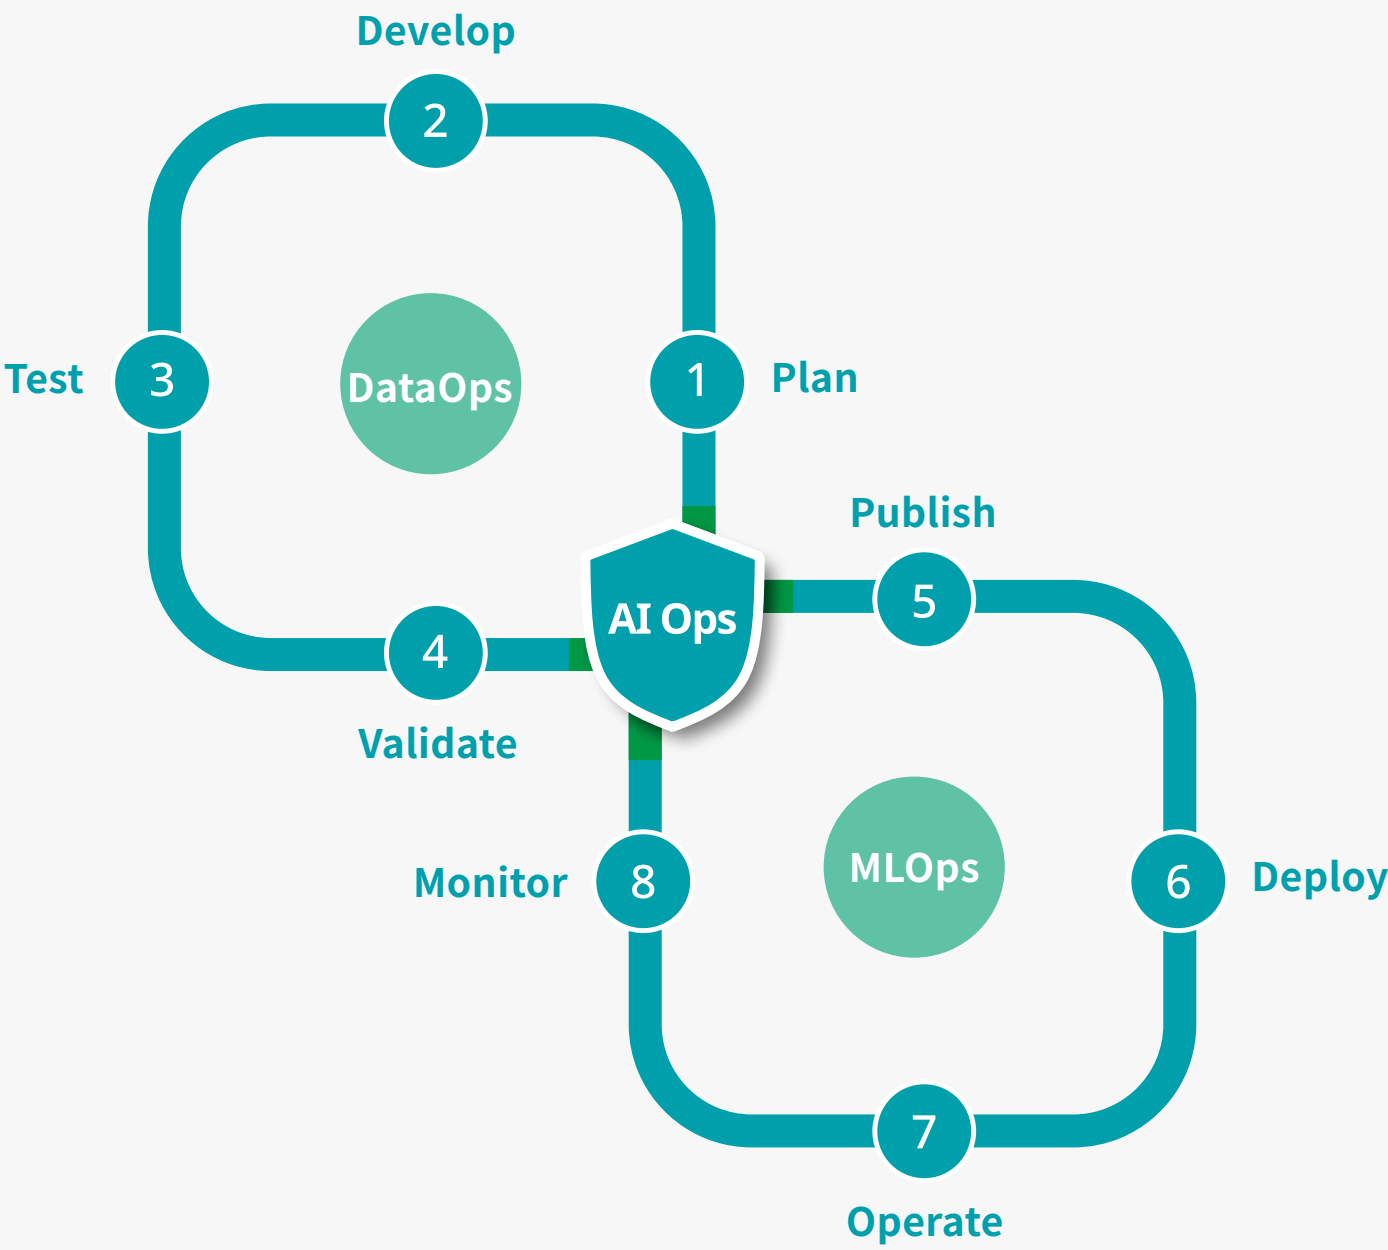 Develop
2
DataOps
Test
3
1
Plan
Publish
5
AI Ops
4
Validate
MLOps
Monitor
8
6
Deploy
7
Operate